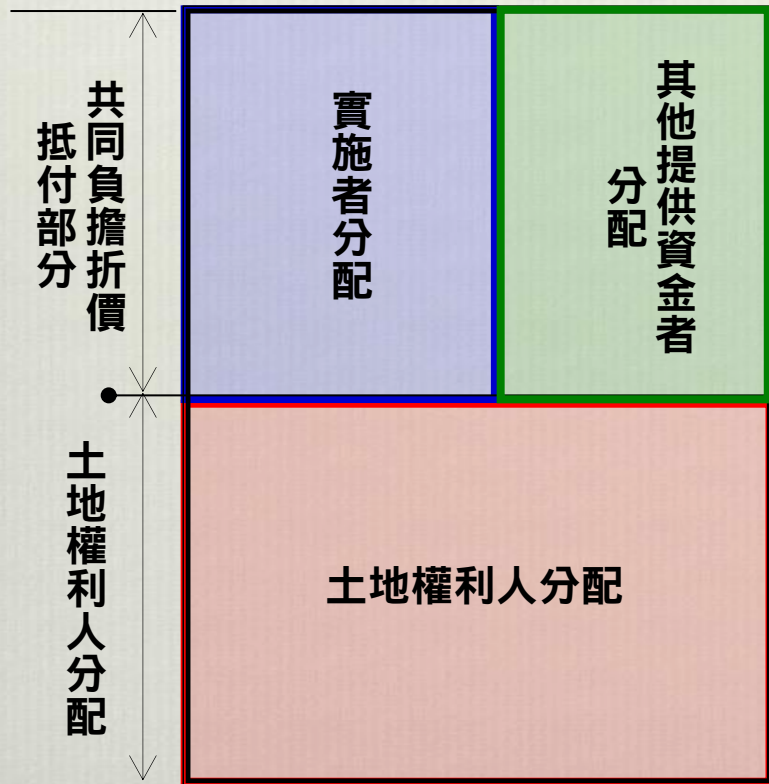 共同負擔折價
抵付部分
實施者分配
其他提供資金者
分配
土地權利人分配
土地權利人分配